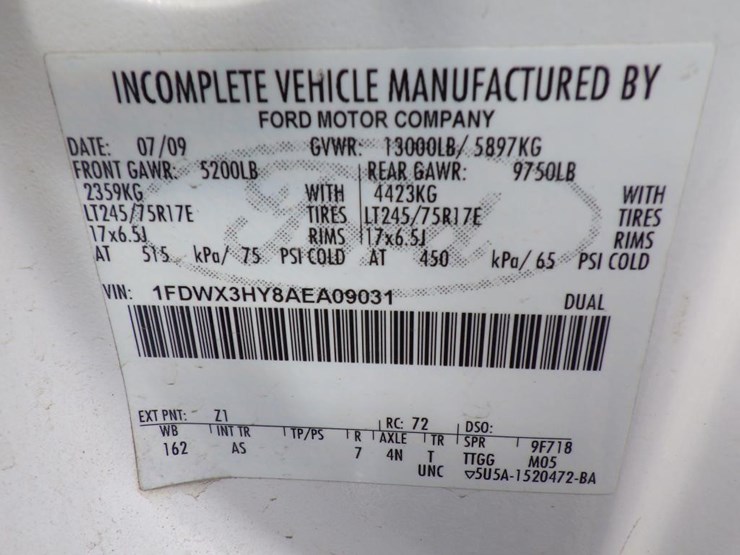 INCOMPLETE VEHICLE MANUFACTURED BY
FORD MOTOR COMPANY
DATE: 07/09 GVWR: 13000LB/ 5897KG
FRONT GAWR: 5200LB REAR GAWR: 9750LB
2359KG WITH 4423KG WITH
LT245/75R17E TIRES LT245/75R17E TIRES
17x6.5J RIMS 17x6.5J RIMS
AT 515 kPa/ 75 PSI COLD AT 450 kPa/ 65 PSI COLD
VIN: 1FDWX3HY8AEA09031 DUAL
EXT PNT: Z1 RC: 72 DSO:
WB INT TR TP/PS R AXLE TR SPR 9F718
162 AS 7 4N T TTGG M05
UNC ▽5U5A-1520472-BA